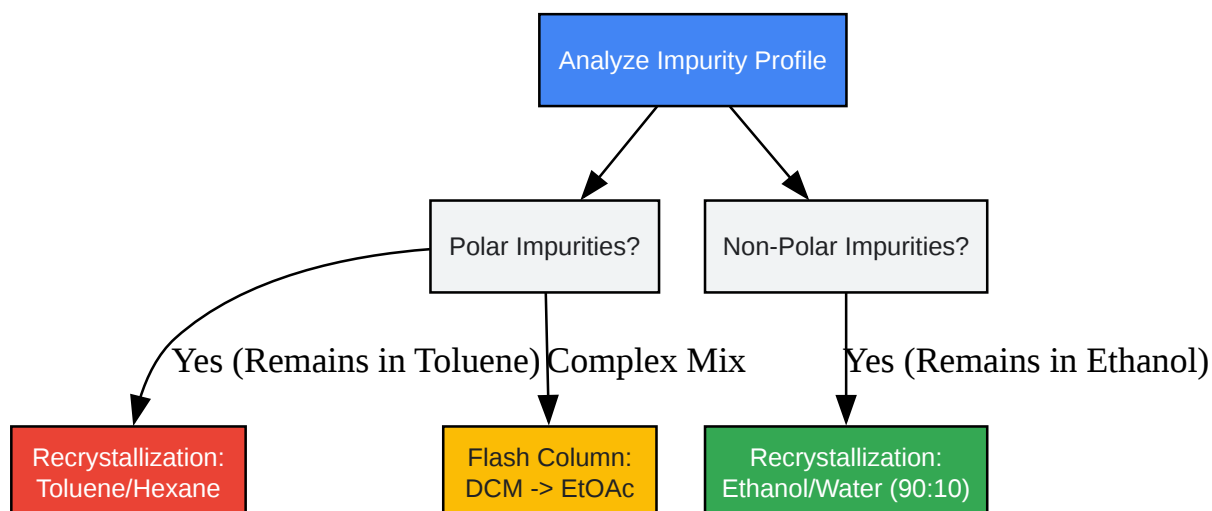 Analyze Impurity Profile
Polar Impurities?
Non-Polar Impurities?
Yes (Remains in Toluene)
Complex Mix
Yes (Remains in Ethanol)
Recrystallization:
Toluene/Hexane
Flash Column:
DCM -> EtOAc
Recrystallization:
Ethanol/Water (90:10)